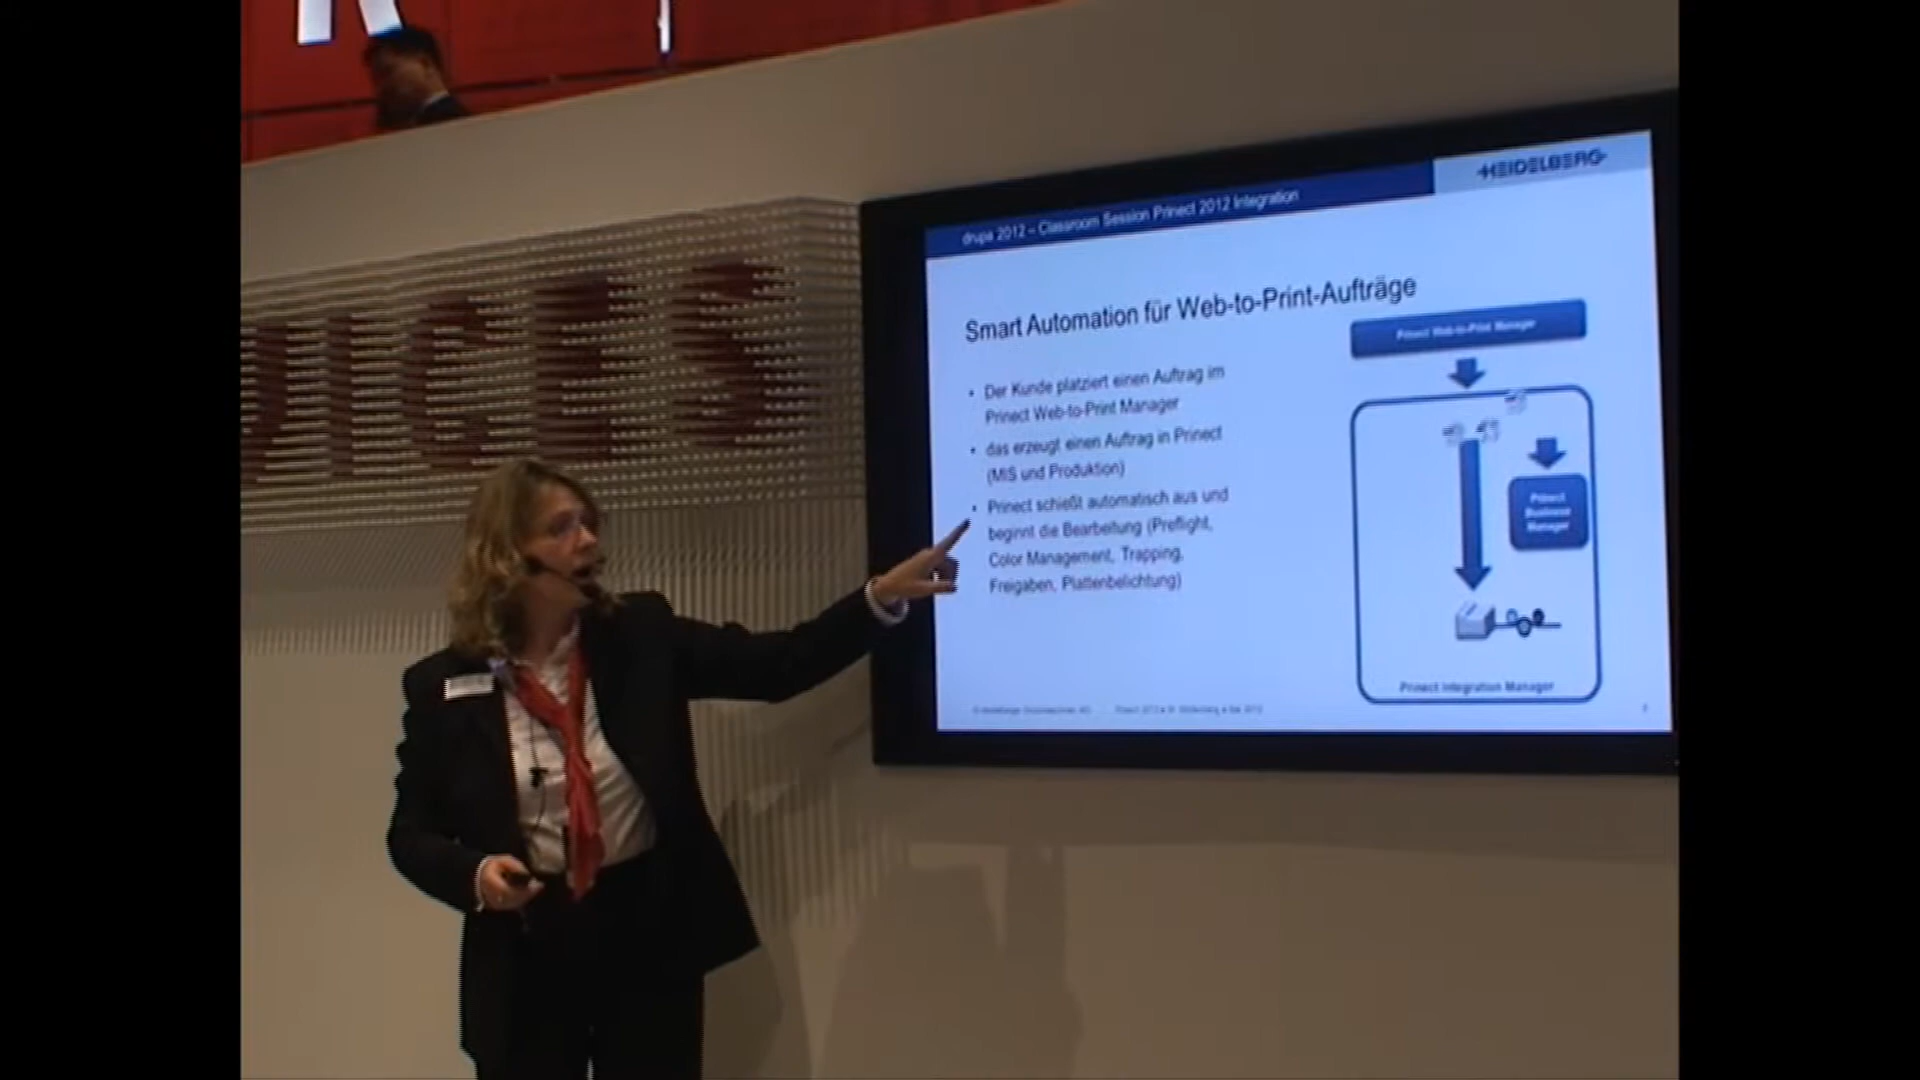 HEIDELBERG
drupa 2012 – Classroom Session Prinect 2012 Integration
Smart Automation für Web-to-Print-Aufträge
• Der Kunde platziert einen Auftrag im
Prinect Web-to-Print Manager
• das erzeugt einen Auftrag in Prinect
(MIS und Produktion)
• Prinect schießt automatisch aus und
beginnt die Bearbeitung (Preflight,
Color Management, Trapping,
Freigaben, Plattenbelichtung)
Prinect Web-to-Print Manager
Prinect
Business
Manager
Prinect Integration Manager
ICES